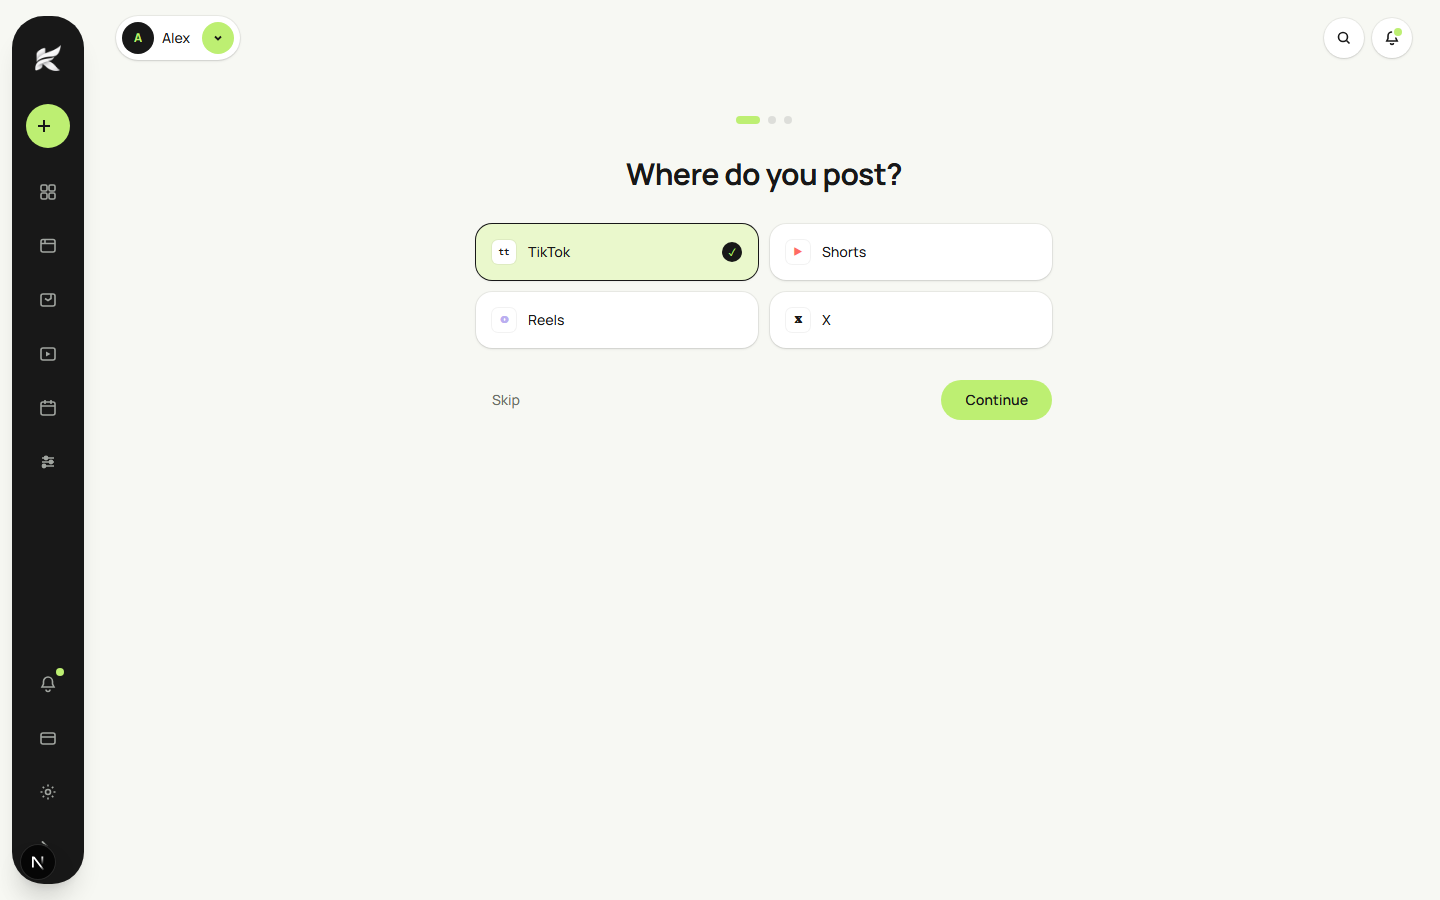 A Alex
Where do you post?
tt TikTok
Shorts
Reels
X X
Skip
Continue
N